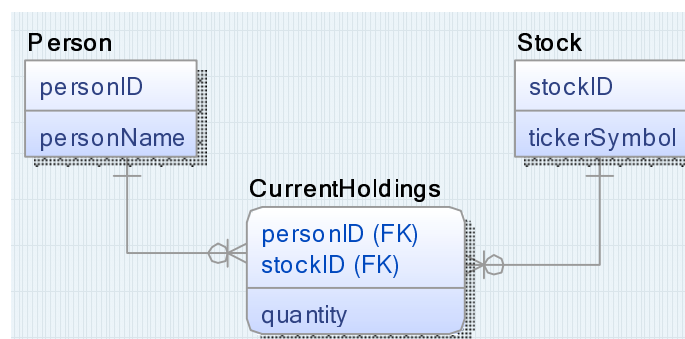 Person
personID
personName
Stock
stockID
tickerSymbol
CurrentHoldings
personID (FK)
stockID (FK)
quantity